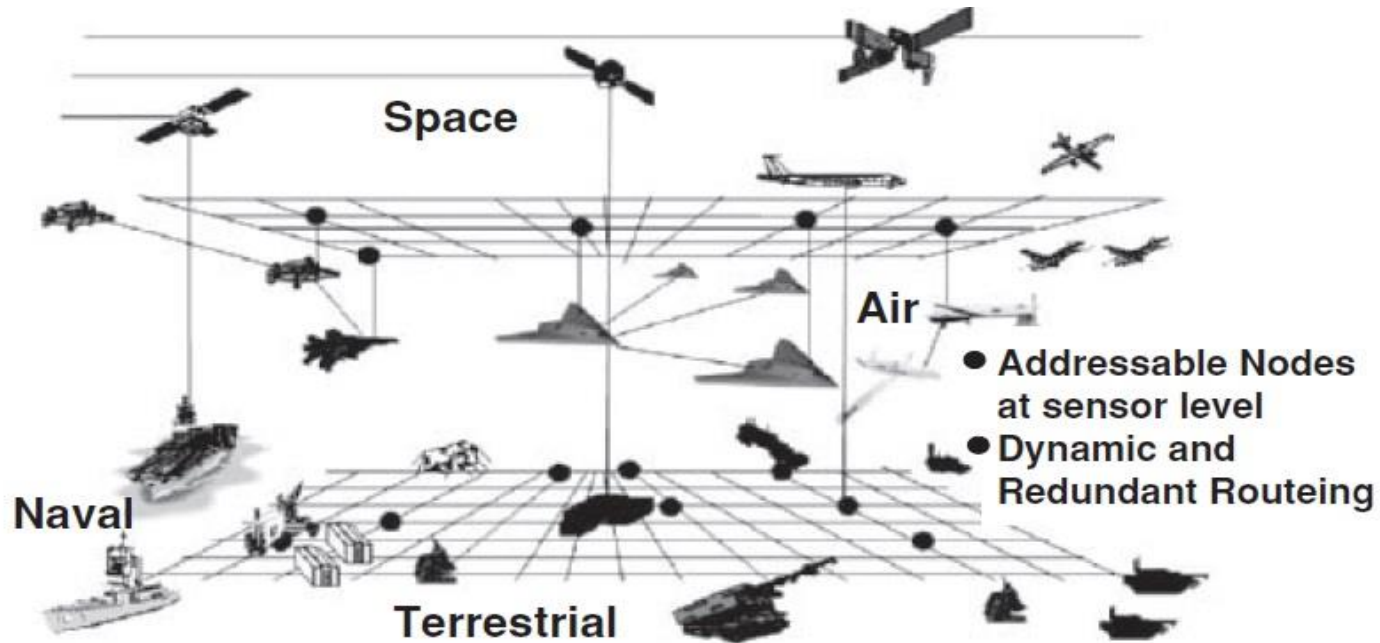 Space
Air
● Addressable Nodes
at sensor level
● Dynamic and
Redundant Routeing
Naval
Terrestrial